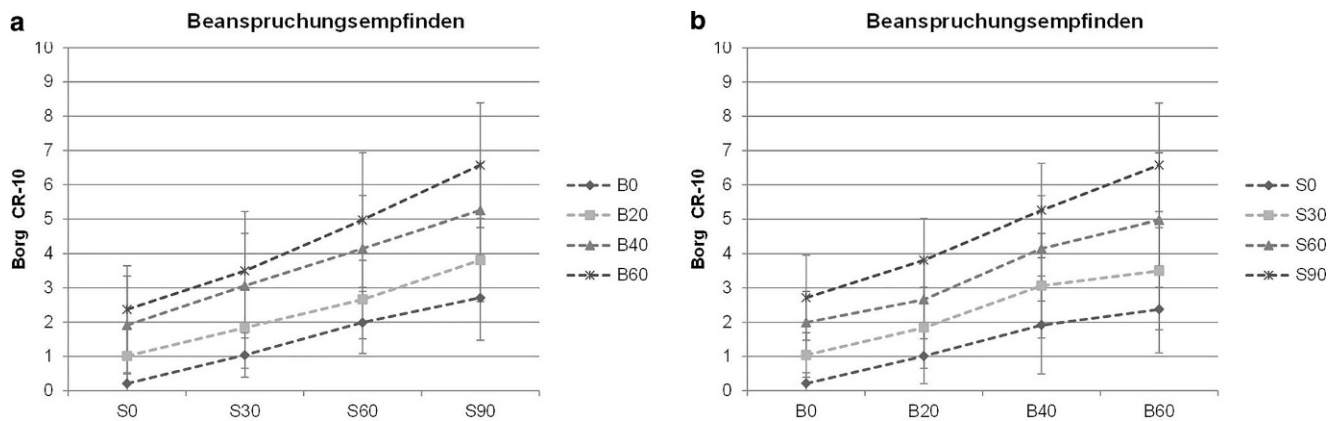 a
Beanspruchungsempfinden
Borg CR-10
10
9
8
7
6
5
4
3
2
1
0
S0 S30 S60 S90
B0
B20
B40
B60
b
Beanspruchungsempfinden
Borg CR-10
10
9
8
7
6
5
4
3
2
1
0
B0 B20 B40 B60
S0
S30
S60
S90